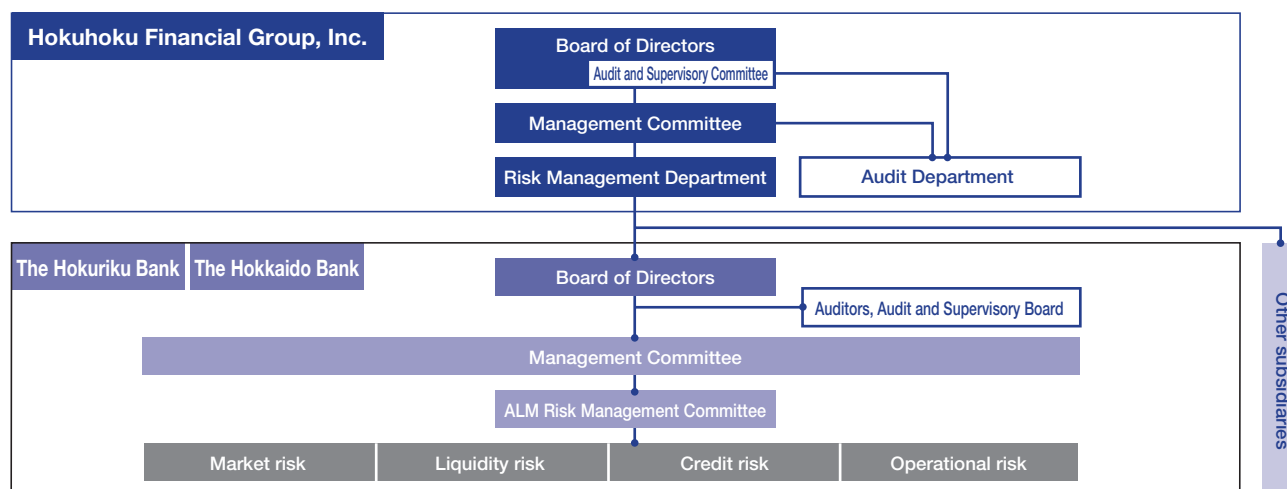 Hokuhoku Financial Group, Inc.
Board of Directors
Audit and Supervisory Committee
Management Committee
Risk Management Department
Audit Department
The Hokuriku Bank
The Hokkaido Bank
Board of Directors
Auditors, Audit and Supervisory Board
Management Committee
ALM Risk Management Committee
Market risk
Liquidity risk
Credit risk
Operational risk
Other subsidiaries